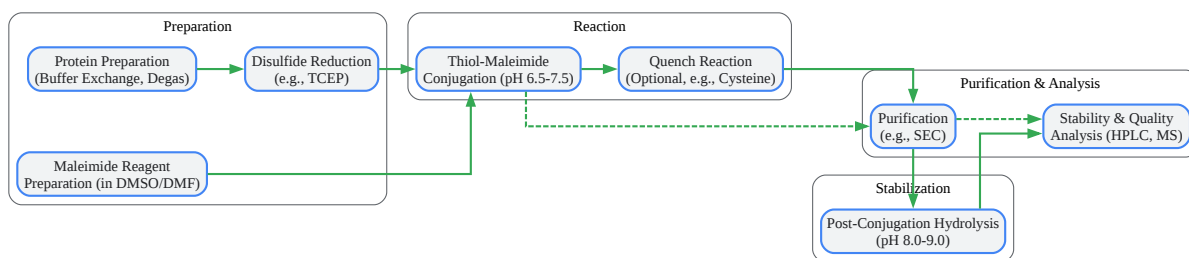 Preparation
Protein Preparation
(Buffer Exchange, Degas)
Disulfide Reduction
(e.g., TCEP)
Maleimide Reagent
Preparation (in DMSO/DMF)
Reaction
Thiol-Maleimide
Conjugation (pH 6.5-7.5)
Quench Reaction
(Optional, e.g., Cysteine)
Purification & Analysis
Purification
(e.g., SEC)
Stability & Quality
Analysis (HPLC, MS)
Stabilization
Post-Conjugation Hydrolysis
(pH 8.0-9.0)